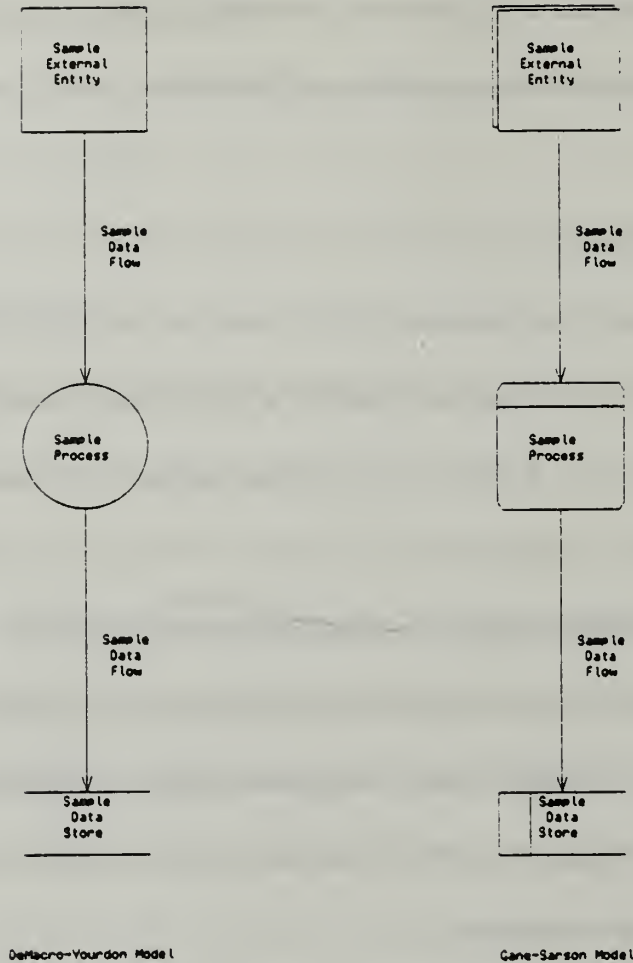 Sample
External
Entity
Sample
External
Entity
Sample
Data
Flow
Sample
Data
Flow
Sample
Process
Sample
Process
Sample
Data
Flow
Sample
Data
Flow
Sample
Data
Store
Sample
Data
Store
DeMacro-Yourdon Model
Gane-Sarson Model